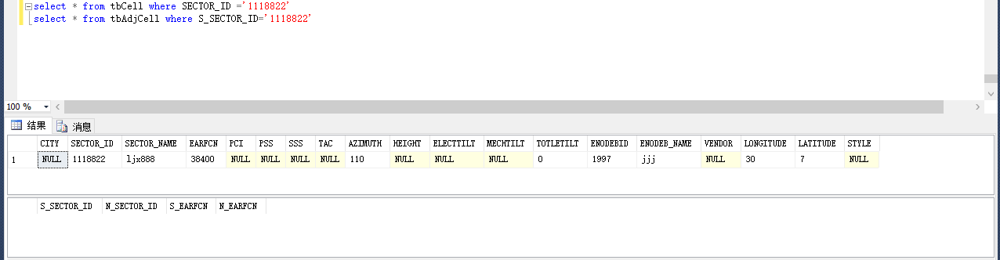 select * from tbCell where SECTOR_ID ='1118822'
select * from tbAdjCell where S_SECTOR_ID='1118822'
100 %
结果 消息
CITY SECTOR_ID SECTOR_NAME EARFCN PCI PSS SSS TAC AZIMUTH HEIGHT ELECTTILT MECHTILT TOTLETILT ENODEBID ENODEB_NAME VENDOR LONGITUDE LATITUDE STYLE
1 NULL 1118822 ljx888 38400 NULL NULL NULL NULL 110 NULL NULL NULL 0 1997 jjj NULL 30 7 NULL
S_SECTOR_ID N_SECTOR_ID S_EARFCN N_EARFCN